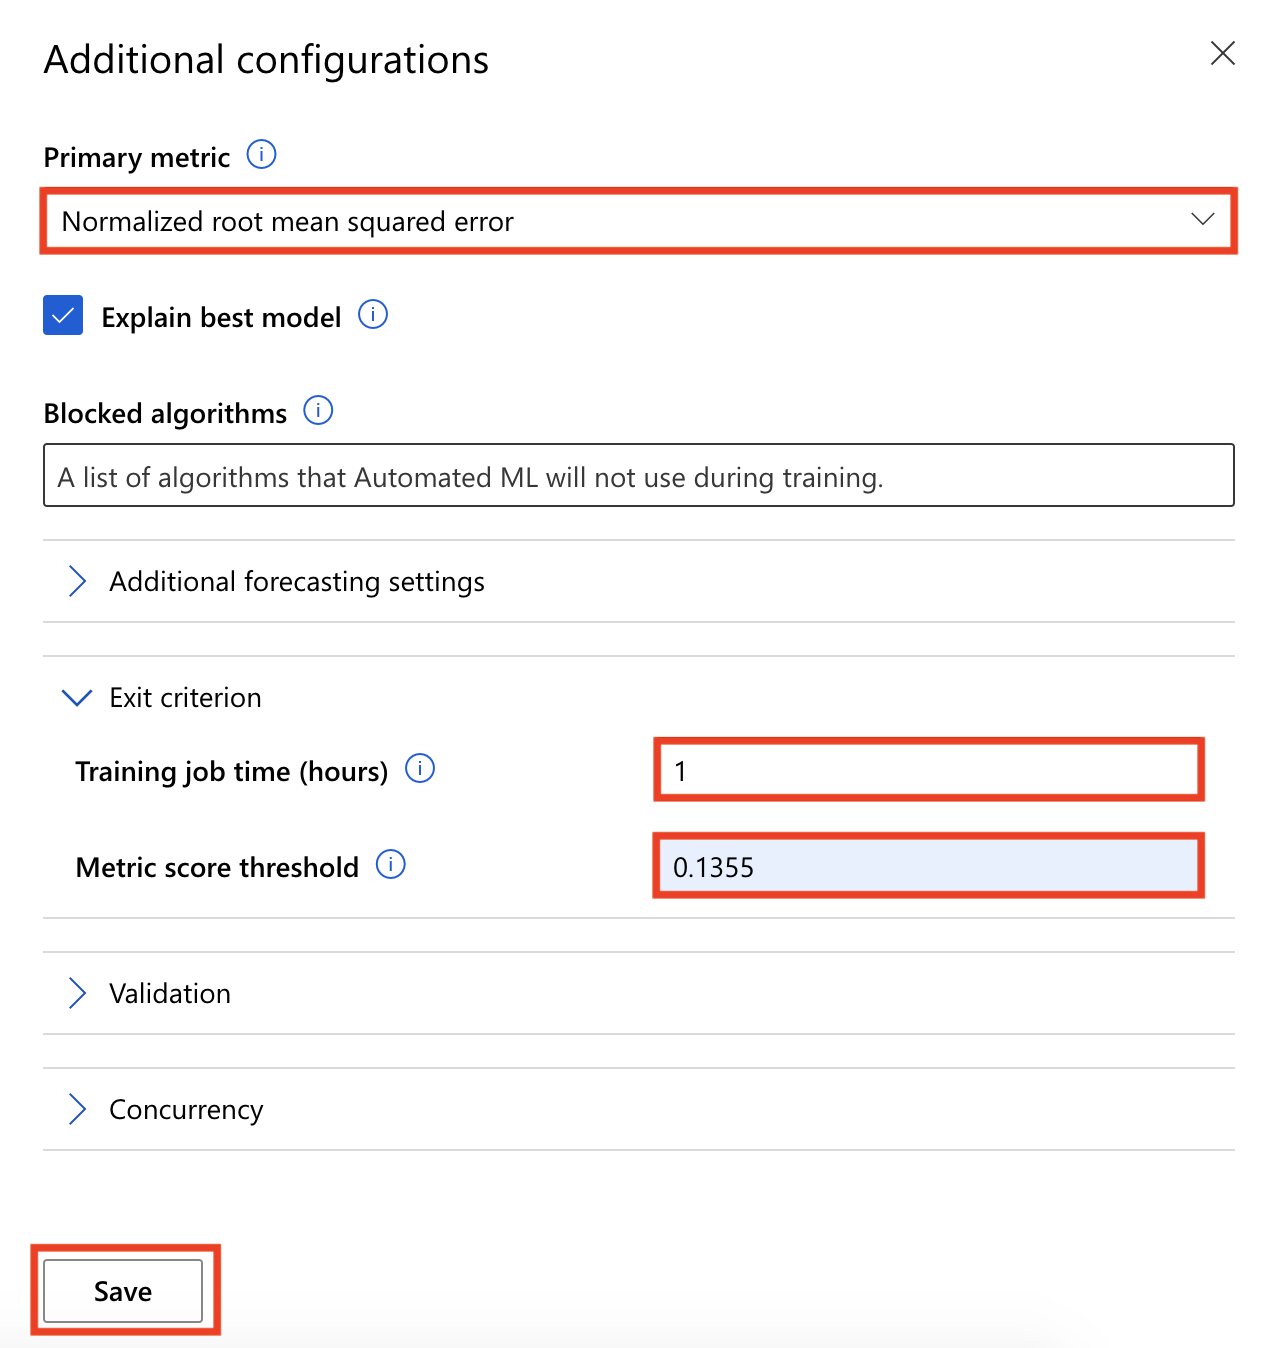 Additional configurations
Primary metric
Normalized root mean squared error
Explain best model
Blocked algorithms
A list of algorithms that Automated ML will not use during training.
Additional forecasting settings
Exit criterion
Training job time (hours)
1
Metric score threshold
0.1355
Validation
Concurrency
Save